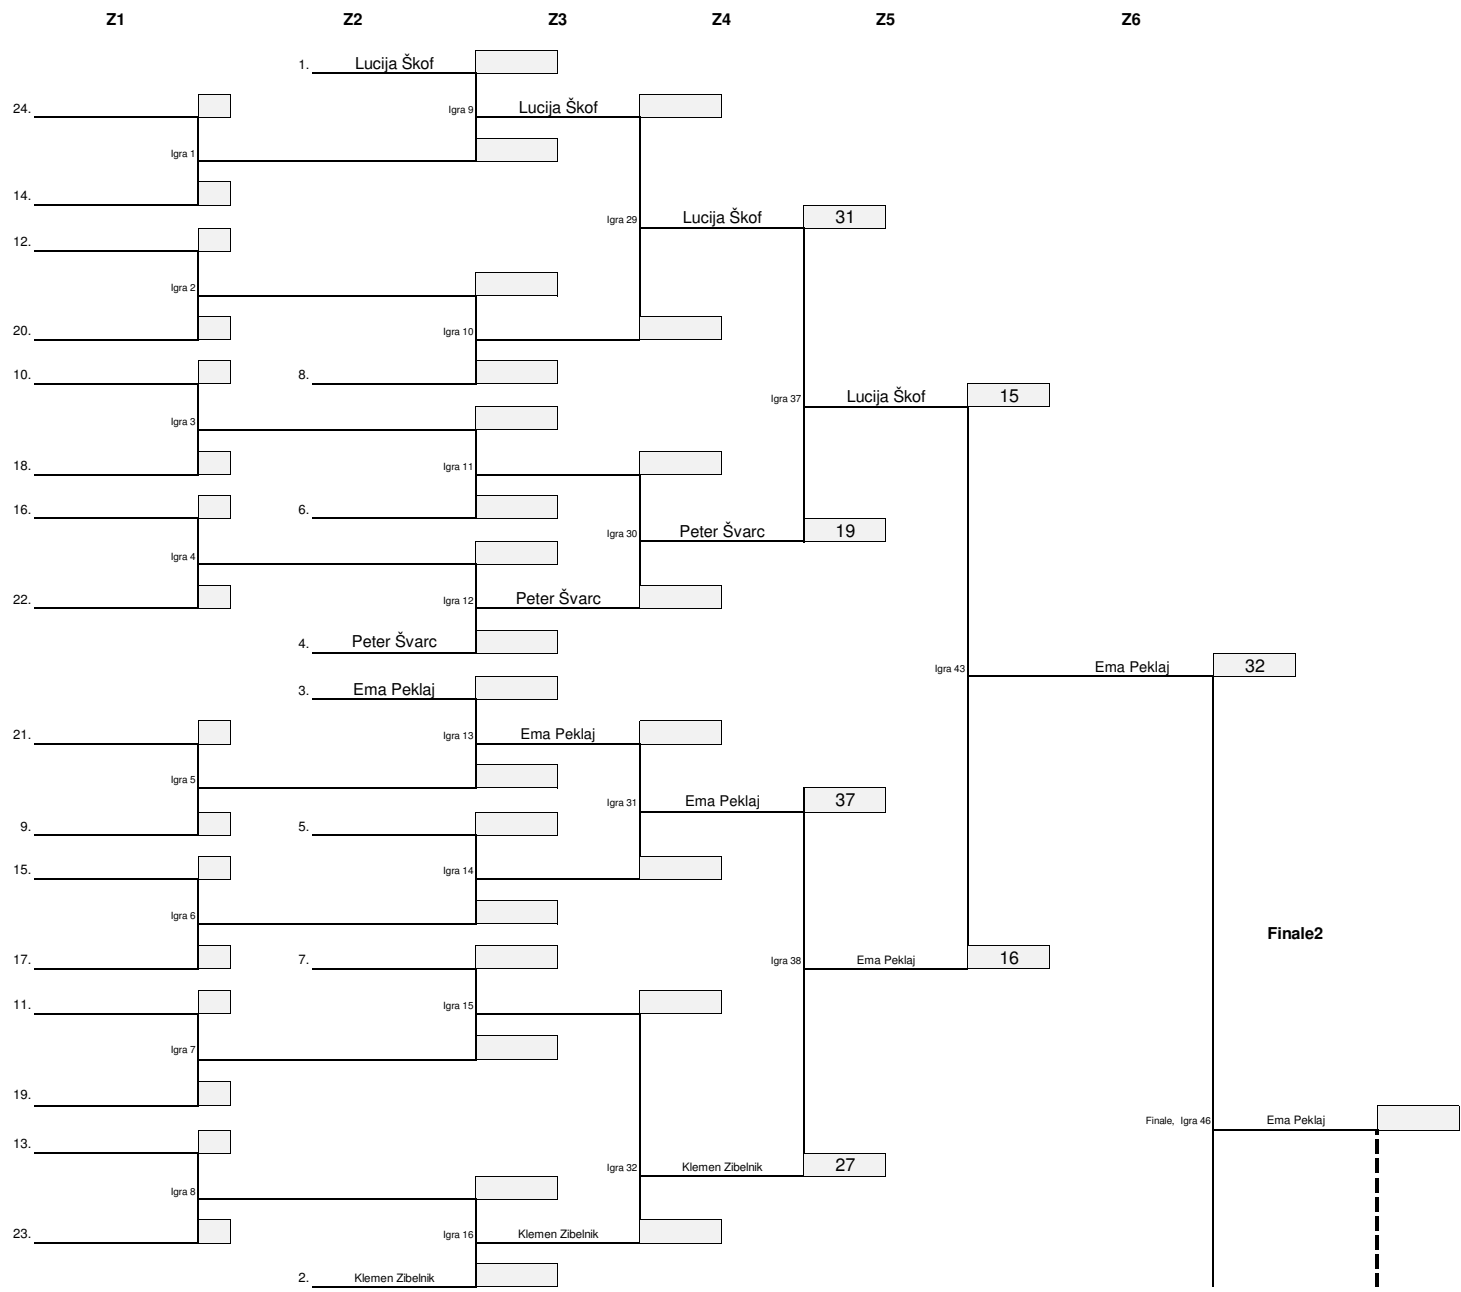 Z1 Z2 Z3 Z4 Z5 Z6
1. Lucija Škof
24.
Igra 9 Lucija Škof
Igra 1
14.
Igra 29 Lucija Škof 31
12.
Igra 2
20.
Igra 10
10.
8.
Igra 37 Lucija Škof 15
Igra 3
18.
Igra 11
16.
6.
Igra 30 Peter Švarc 19
Igra 4
22.
Igra 12 Peter Švarc
4. Peter Švarc
Igra 43 Ema Peklaj 32
3. Ema Peklaj
21.
Igra 13 Ema Peklaj
Igra 5
Igra 31 Ema Peklaj 37
9.
5.
15.
Igra 14
Igra 6
Finale2
17.
7.
Igra 38 Ema Peklaj 16
11.
Igra 15
Igra 7
19.
Finale, Igra 46 Ema Peklaj
13.
Igra 32 Klemen Zibelnik 27
Igra 8
23.
Igra 16 Klemen Zibelnik
2. Klemen Zibelnik